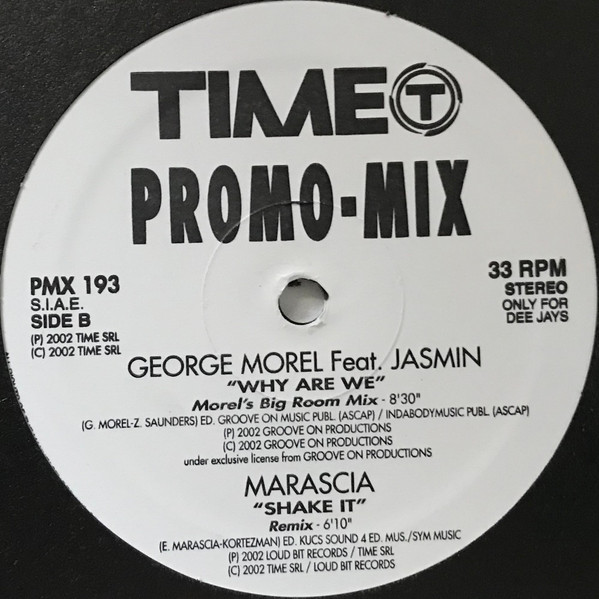 TIME T
PROMO-MIX
PMX 193
S.I.A.E.
SIDE B
(P) 2002 TIME SRL
(C) 2002 TIME SRL
33 RPM
STEREO
ONLY FOR
DEE JAYS
GEORGE MOREL Feat. JASMIN
"WHY ARE WE"
Morel's Big Room Mix - 8'30"
(G. MOREL-Z. SAUNDERS) ED. GROOVE ON MUSIC PUBL. (ASCAP) / INDABODYMUSIC PUBL. (ASCAP)
(P) 2002 GROOVE ON PRODUCTIONS
(C) 2002 GROOVE ON PRODUCTIONS
under exclusive license from GROOVE ON PRODUCTIONS
MARASCIA
"SHAKE IT"
Remix - 6'10"
(E. MARASCIA-KORTEZMAN) ED. KUCS SOUND 4 ED. MUS./SYM MUSIC
(P) 2002 LOUD BIT RECORDS / TIME SRL
(C) 2002 TIME SRL / LOUD BIT RECORDS